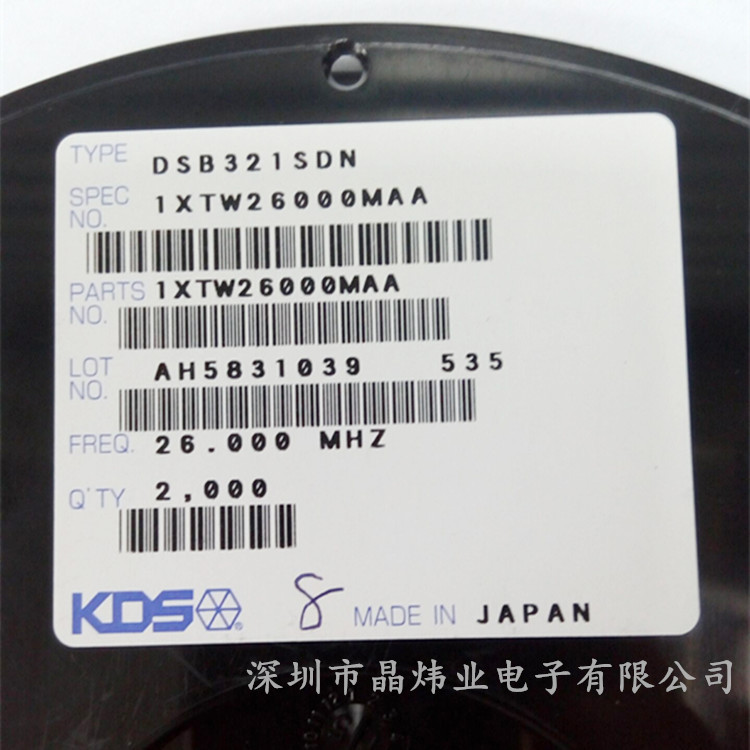 TYPE DSB321SDN
SPEC NO. 1XTW26000MAA
PARTS NO. 1XTW26000MAA
LOT NO. AH5831039 535
FREQ. 26.000 MHZ
Q'TY 2,000
KDS ® 8 MADE IN JAPAN
深圳市晶炜业电子有限公司